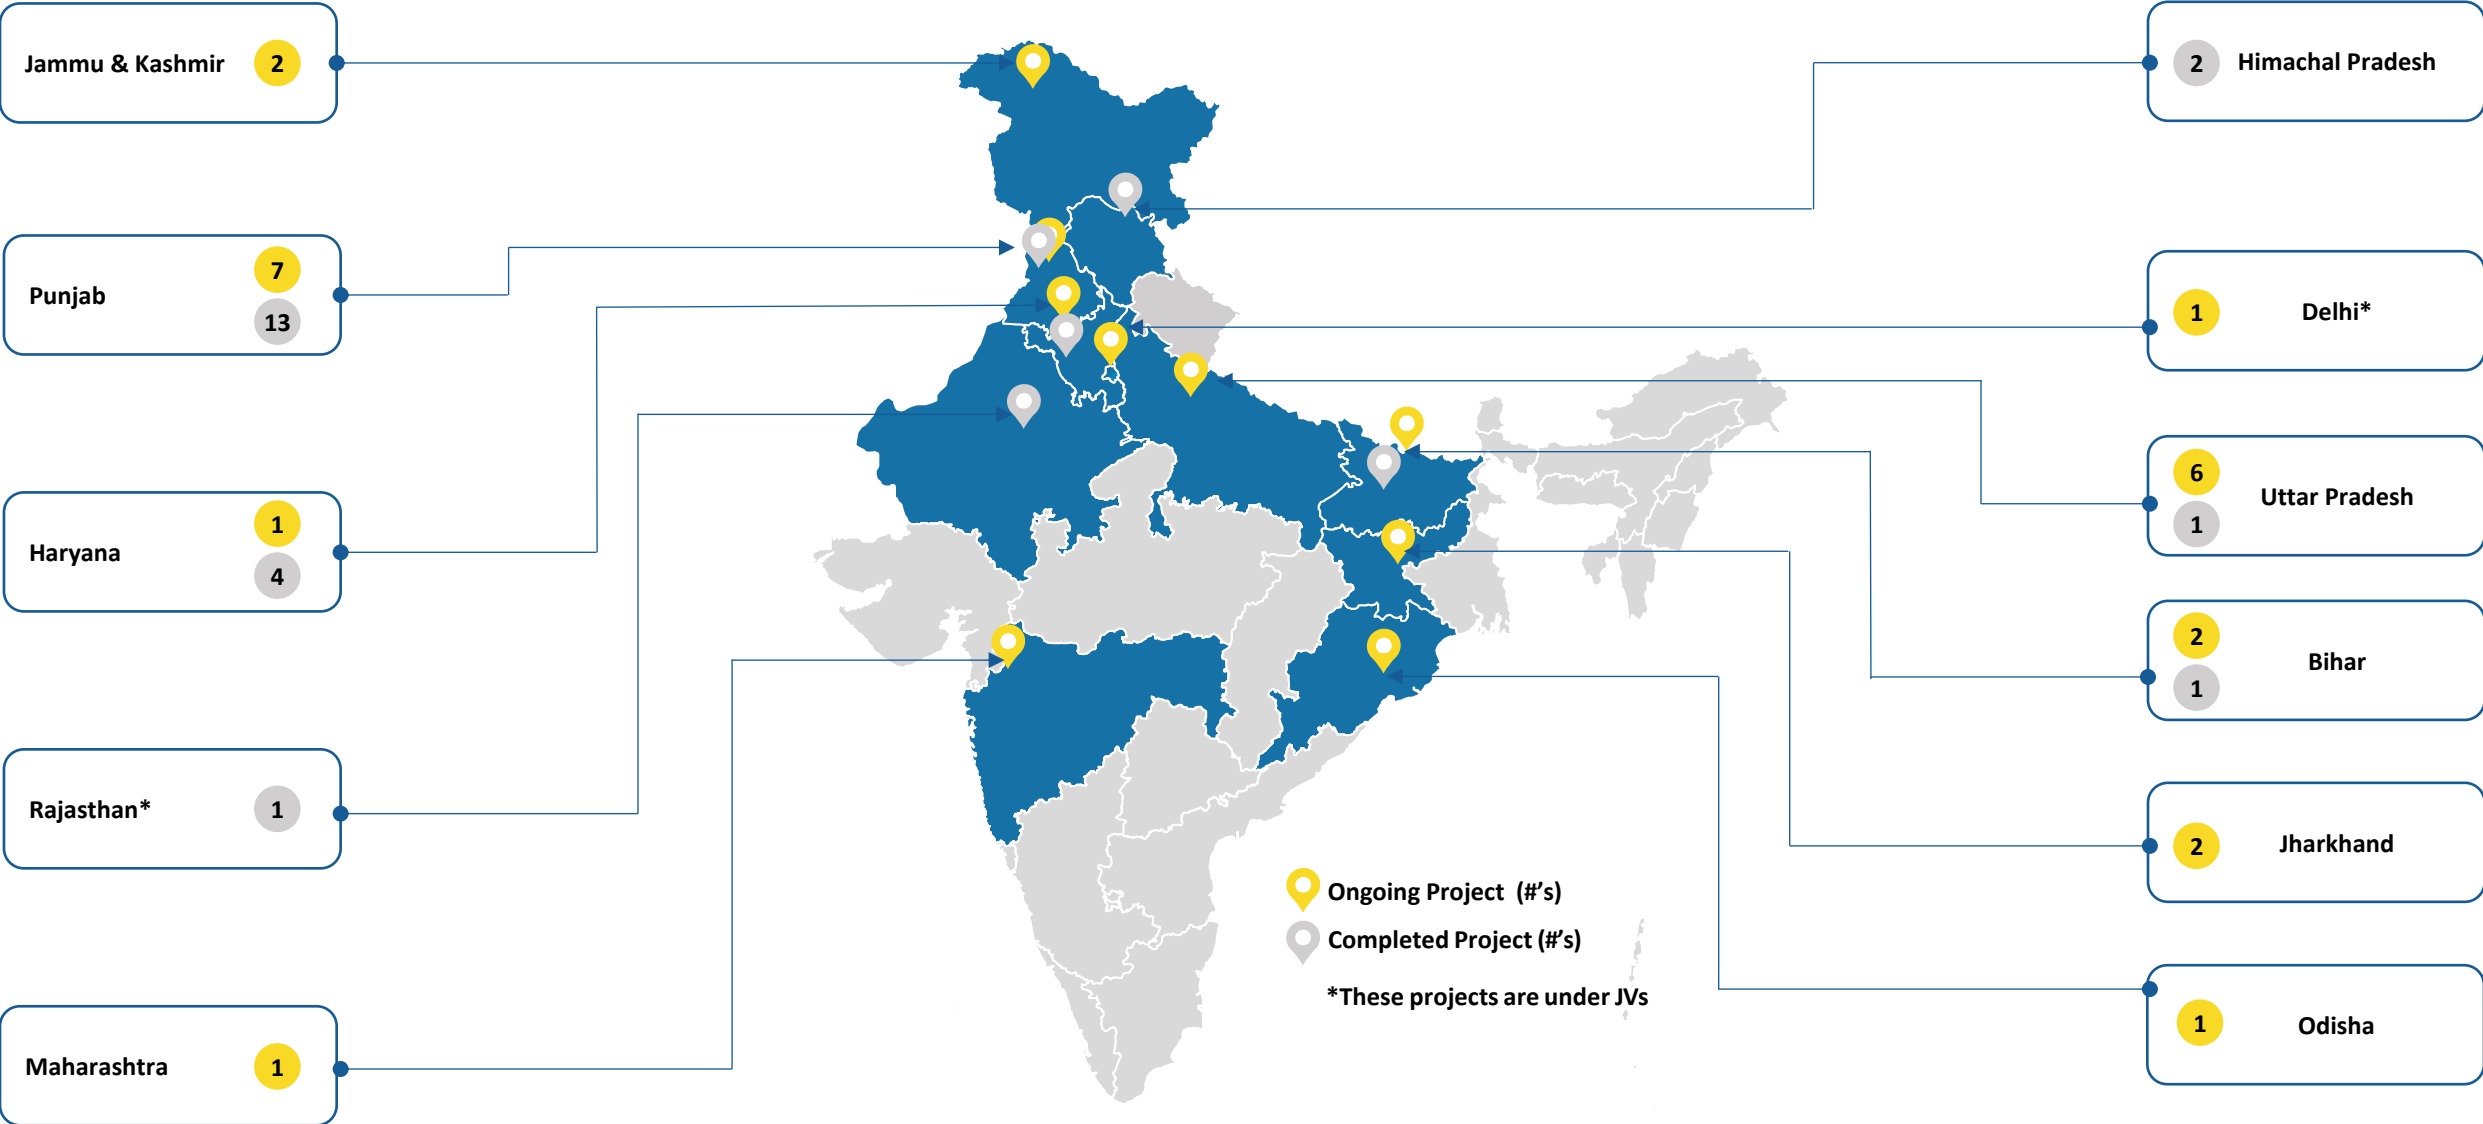 Jammu & Kashmir 2
Punjab 7
13
Haryana 1
4
Rajasthan* 1
Maharashtra 1
2 Himachal Pradesh
1 Delhi*
6 Uttar Pradesh
1
2 Bihar
1
2 Jharkhand
1 Odisha
Ongoing Project (#'s)
Completed Project (#'s)
*These projects are under JVs